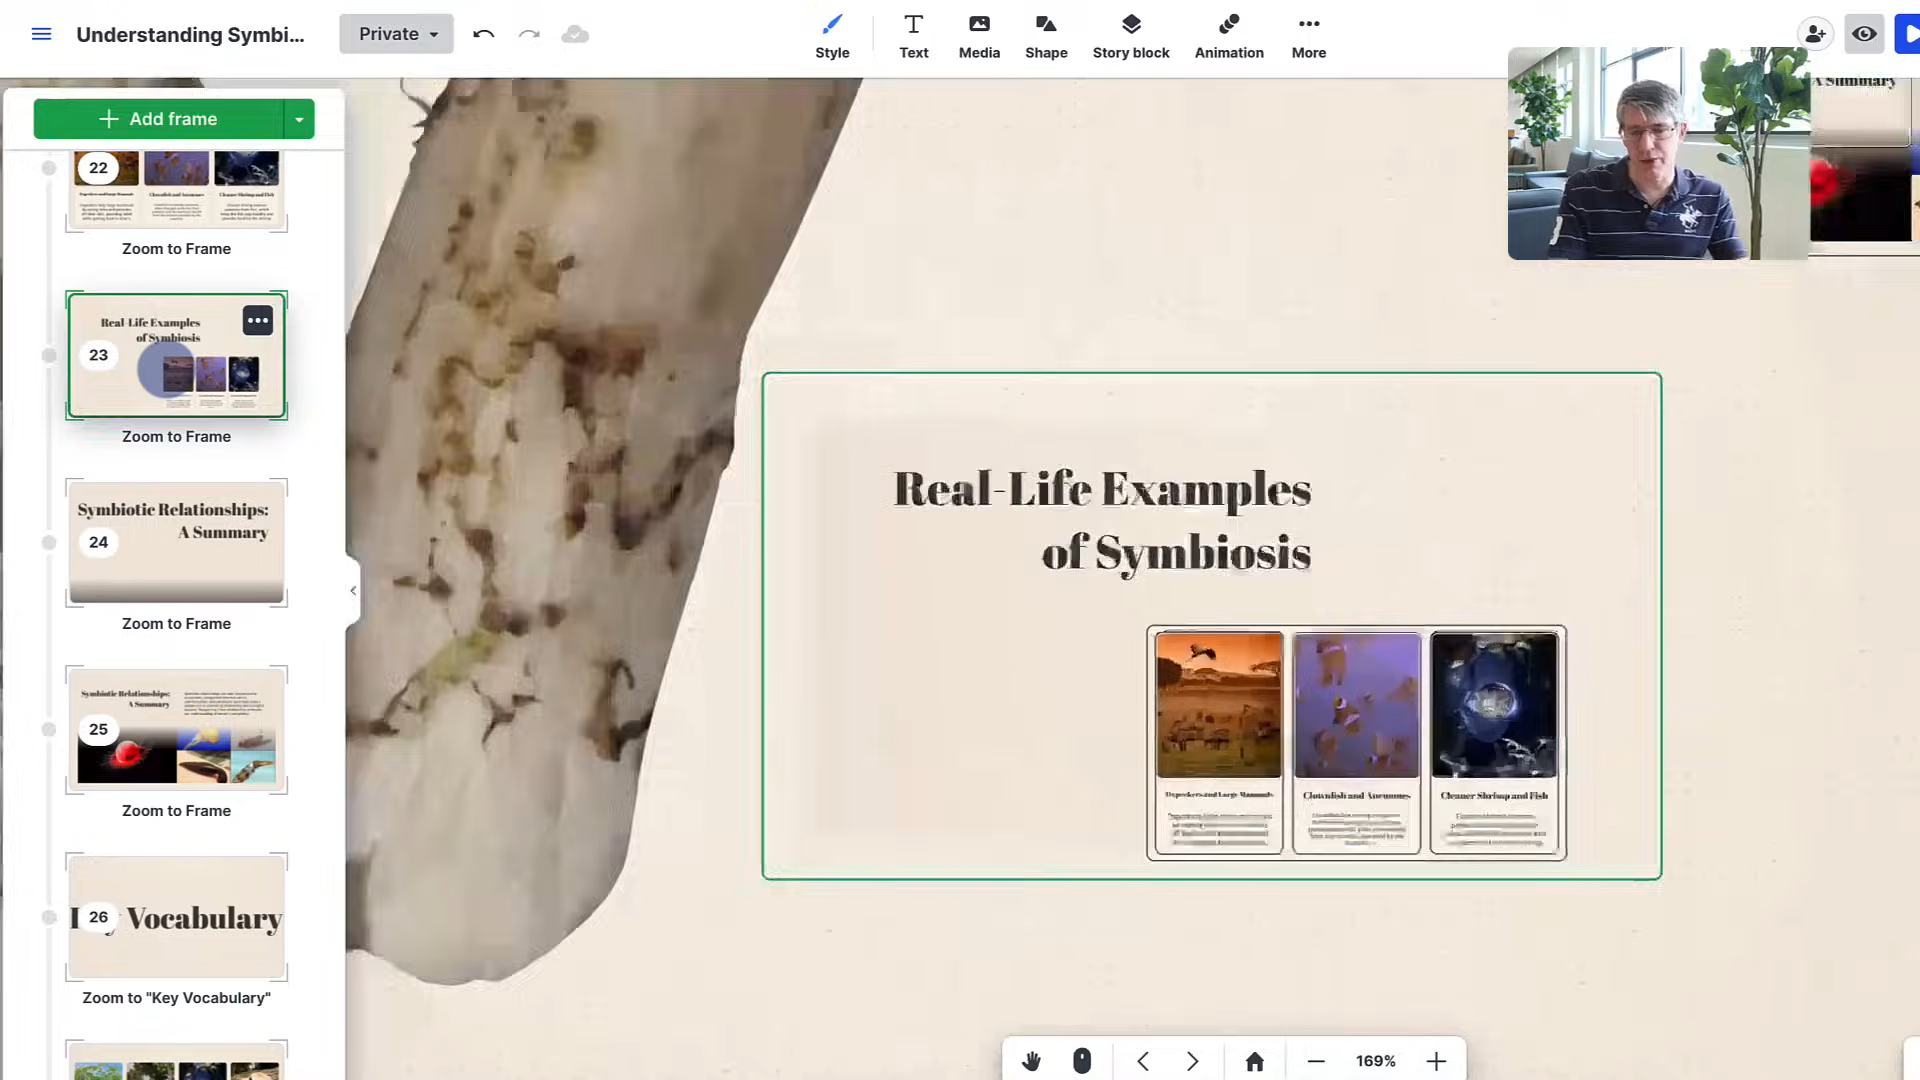 Understanding Symbi...
Private
Style
Text
Media
Shape
Story block
Animation
More
Add frame
22
Zoom to Frame
Real-Life Examples
of Symbiosis
23
Zoom to Frame
Symbiotic Relationships:
A Summary
24
Zoom to Frame
Symbiotic Relationships:
A Summary
25
Zoom to Frame
26
Vocabulary
Zoom to "Key Vocabulary"
A Summary
Real-Life Examples
of Symbiosis
Oxpeckers and Large Mammals
Clownfish and Anemones
Cleaner Shrimp and Fish
169%